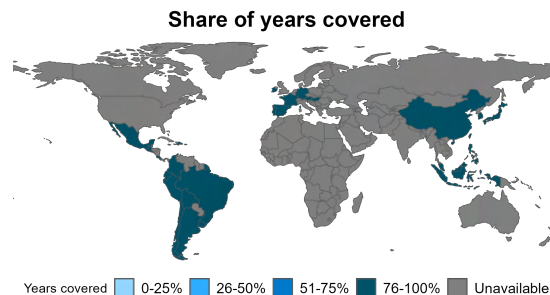 Share of years covered
Years covered 0-25% 26-50% 51-75% 76-100% Unavailable